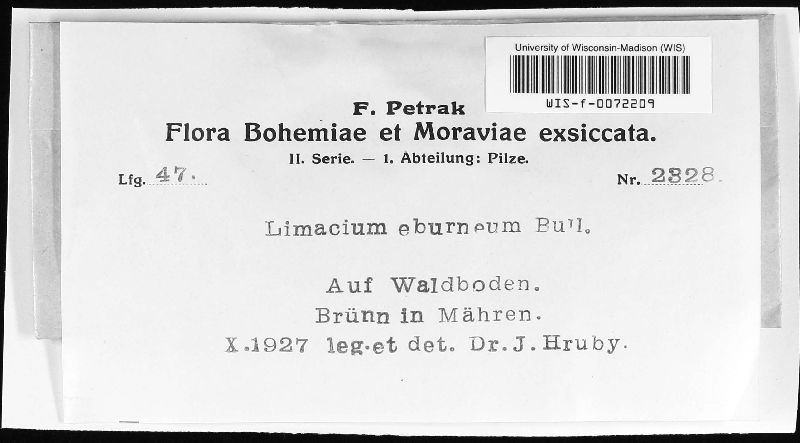 University of Wisconsin-Madison (WIS)
WIS-f-0072209
F. Petrak
Flora Bohemiae et Moraviae exsiccata.
II. Serie. — 1. Abteilung: Pilze.
Lfg. 47.
Nr. 2328.
Limacium eburneum Bull.
Auf Waldboden.
Brünn in Mähren.
X.1927 leg.et det. Dr.J.Hruby.